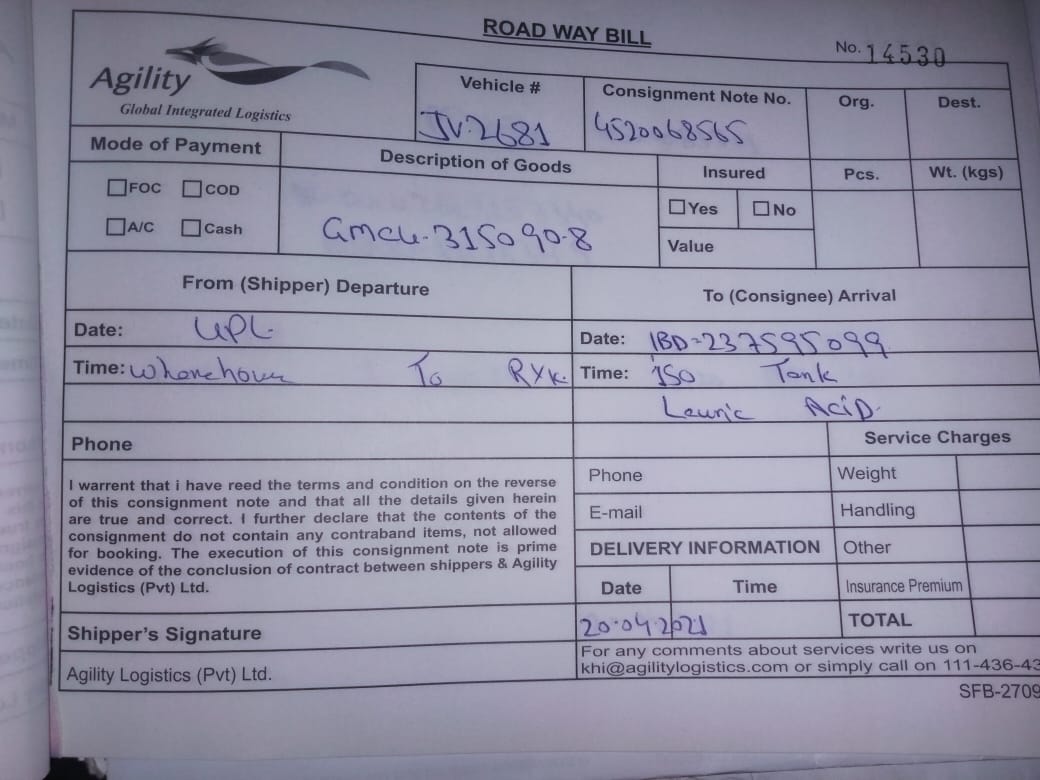 ROAD WAY BILL
No. 14530
Agility
Global Integrated Logistics
Vehicle #
JV-2681
Consignment Note No.
4520068565
Org.
Dest.
Mode of Payment
FOC
COD
A/C
Cash
Description of Goods
GMCU-315090-8
Insured
Yes
No
Value
Pcs.
Wt. (kgs)
From (Shipper) Departure
To (Consignee) Arrival
Date: UPL
Time: Wharehouse To RYK.
Date: IBD-237595099
Time: ISO Tank
Lauric AciD.
Phone
I warrent that i have reed the terms and condition on the reverse
of this consignment note and that all the details given herein
are true and correct. I further declare that the contents of the
consignment do not contain any contraband items, not allowed
for booking. The execution of this consignment note is prime
evidence of the conclusion of contract between shippers & Agility
Logistics (Pvt) Ltd.
Shipper's Signature
Agility Logistics (Pvt) Ltd.
Phone
E-mail
DELIVERY INFORMATION
Date
Time
20-04-2021
Service Charges
Weight
Handling
Other
Insurance Premium
TOTAL
For any comments about services write us on
khi@agilitylogistics.com or simply call on 111-436-43
SFB-2709